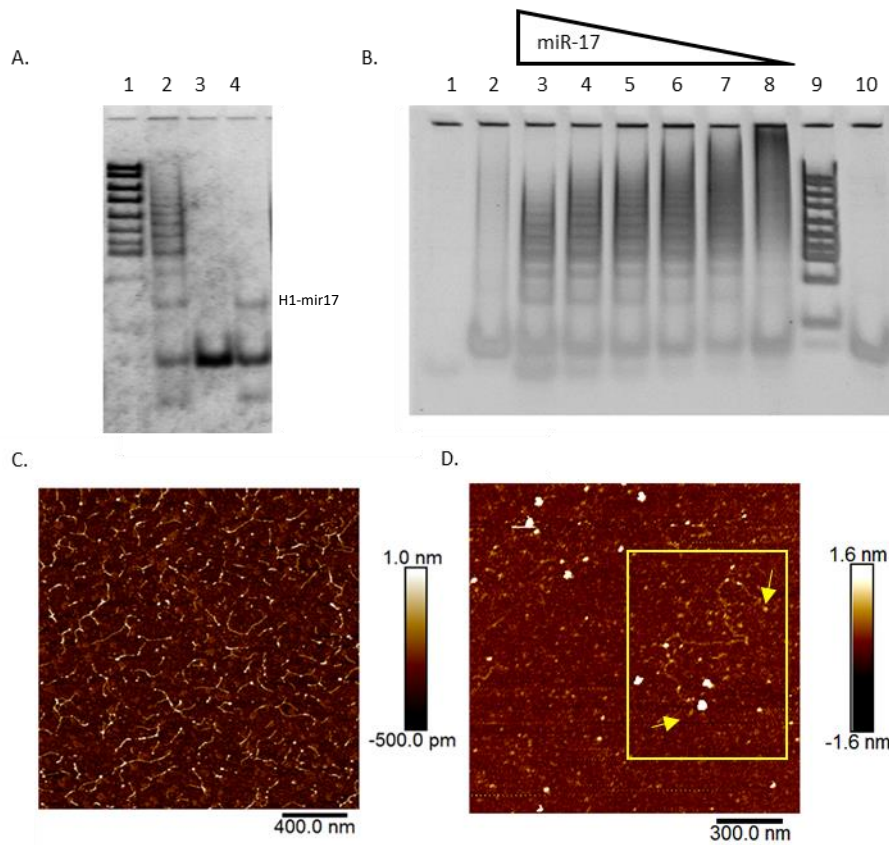 A.
1 2 3 4
H1-mir17
B.
miR-17
1 2 3 4 5 6 7 8 9 10
C.
1.0 nm
-500.0 pm
400.0 nm
D.
1.6 nm
-1.6 nm
300.0 nm